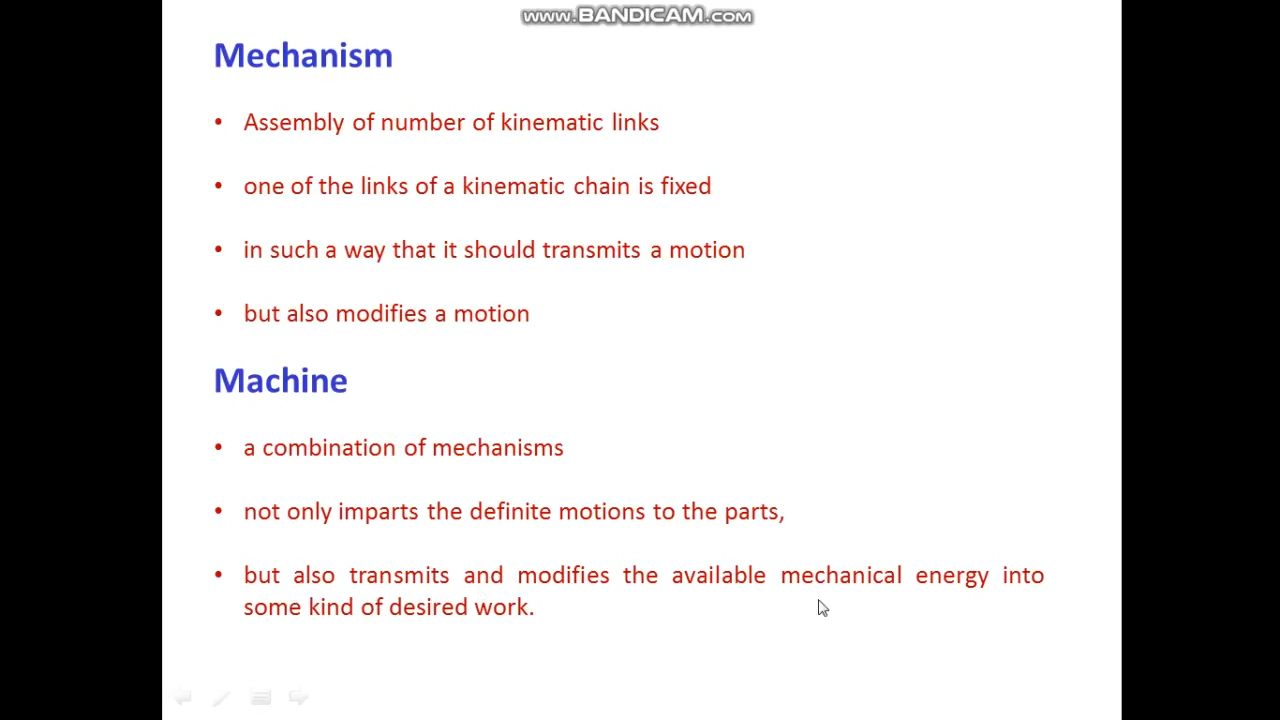 www.BANDICAM.com
Mechanism
• Assembly of number of kinematic links
• one of the links of a kinematic chain is fixed
• in such a way that it should transmits a motion
• but also modifies a motion
Machine
• a combination of mechanisms
• not only imparts the definite motions to the parts,
• but also transmits and modifies the available mechanical energy into
some kind of desired work.